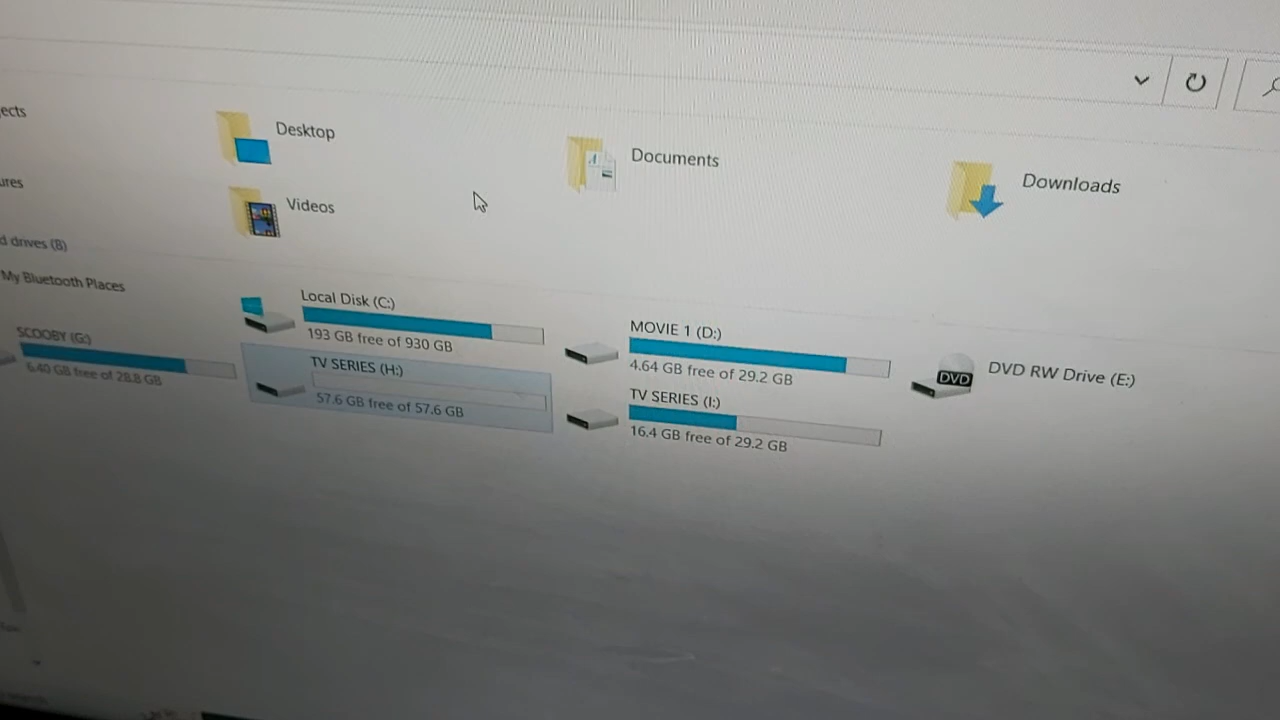 ects
Desktop
Documents
Downloads
ures
Videos
d drives (8)
My Bluetooth Places
Local Disk (C:)
193 GB free of 930 GB
MOVIE 1 (D:)
4.64 GB free of 29.2 GB
DVD
DVD RW Drive (E:)
SCOOBY (G:)
6.40 GB free of 28.8 GB
TV SERIES (H:)
57.6 GB free of 57.6 GB
TV SERIES (I:)
16.4 GB free of 29.2 GB